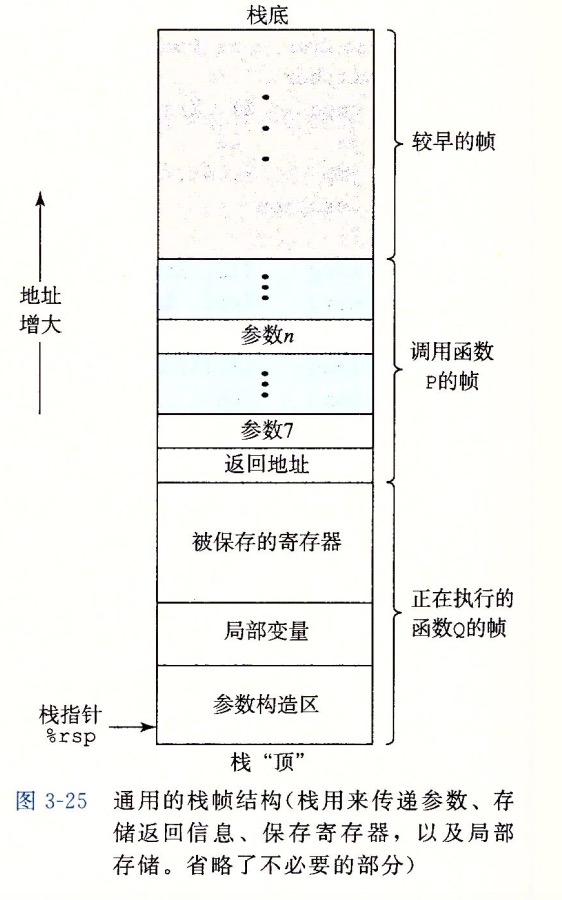 栈底
较早的帧
地址
增大
参数n
调用函数
P的帧
参数7
返回地址
被保存的寄存器
正在执行的
函数Q的帧
局部变量
参数构造区
栈指针
%rsp
栈“顶”
图 3-25 通用的栈帧结构(栈用来传递参数、存
储返回信息、保存寄存器，以及局部
存储。省略了不必要的部分)